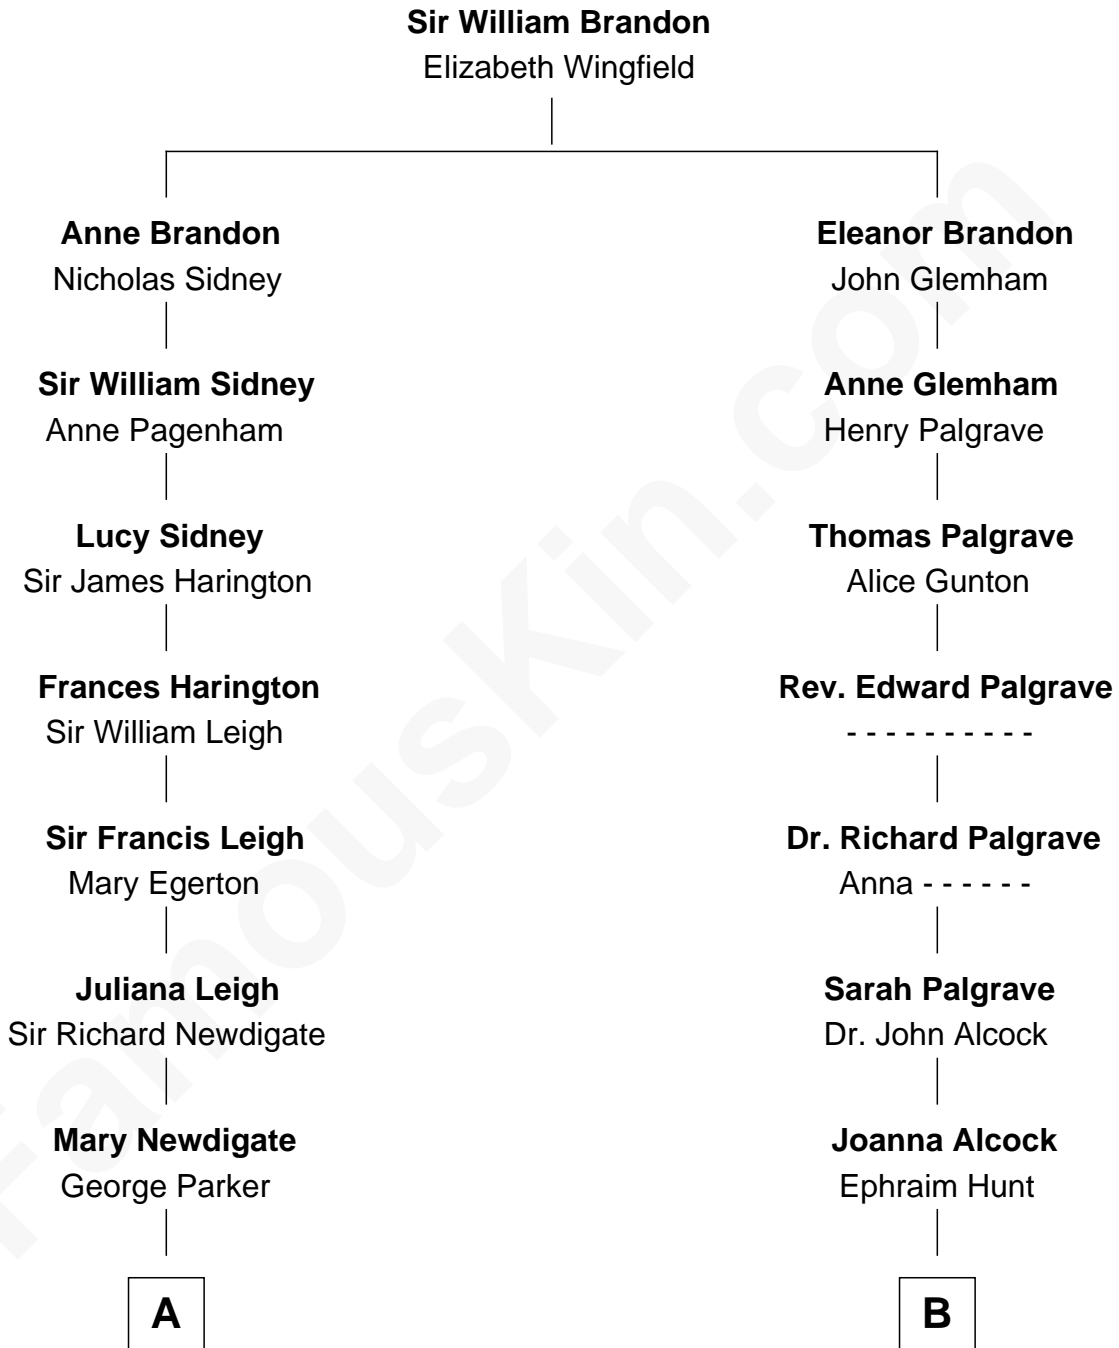 Sir William Brandon
Elizabeth Wingfield
Anne Brandon
Nicholas Sidney
Eleanor Brandon
John Glemham
Sir William Sidney
Anne Pagenham
Anne Glemham
Henry Palgrave
Lucy Sidney
Sir James Harington
Thomas Palgrave
Alice Gunton
Frances Harington
Sir William Leigh
Rev. Edward Palgrave
- - - - - - - - - -
Sir Francis Leigh
Mary Egerton
Dr. Richard Palgrave
Anna - - - - - -
Juliana Leigh
Sir Richard Newdigate
Sarah Palgrave
Dr. John Alcock
Mary Newdigate
George Parker
Joanna Alcock
Ephraim Hunt
A
B
FamousKin.com